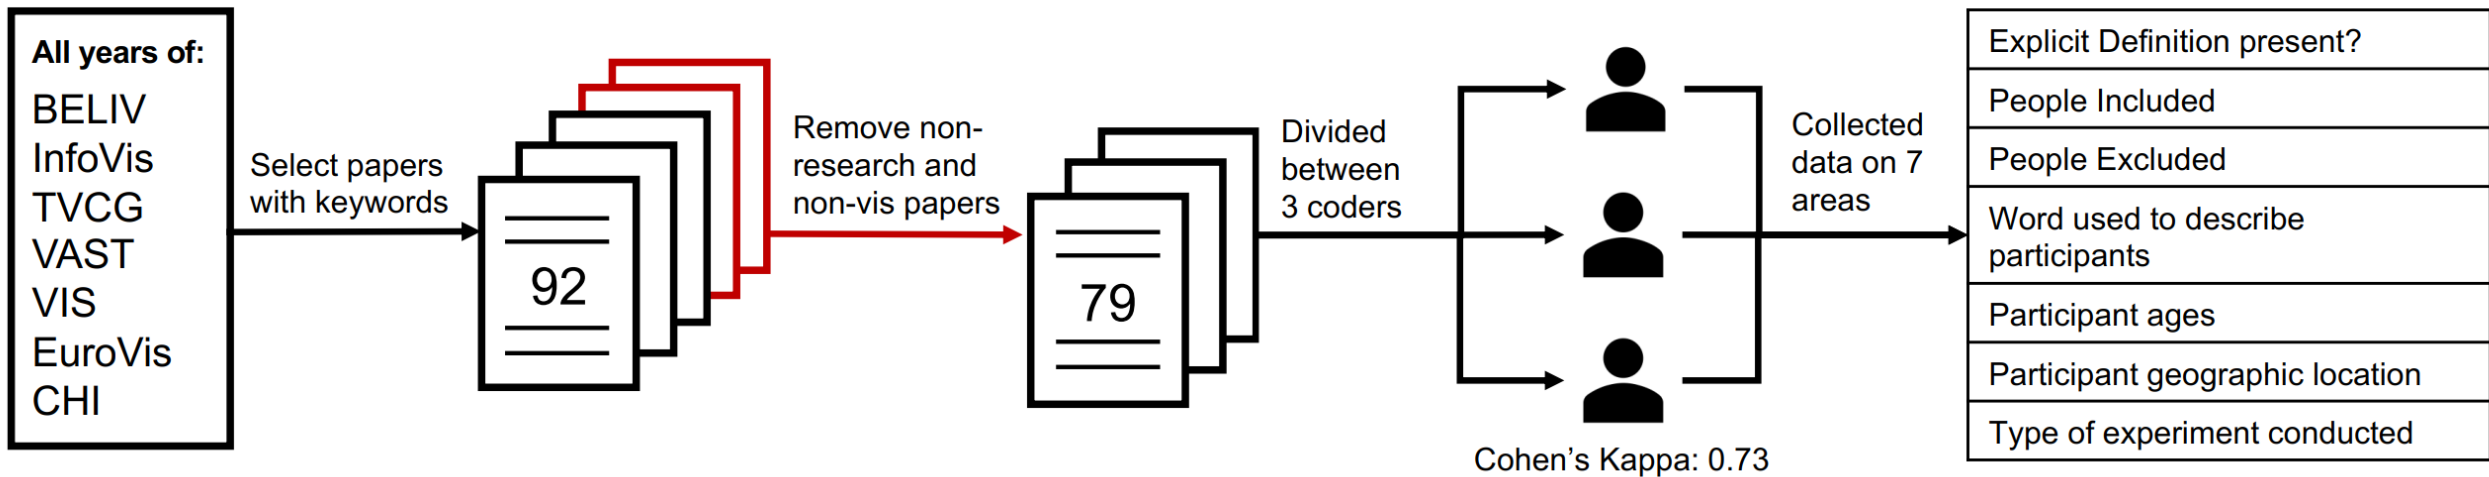 All years of:
BELIV
InfoVis
TVCG
VAST
VIS
EuroVis
CHI
Select papers
with keywords
92
Remove non-
research and
non-vis papers
79
Divided
between
3 coders
Cohen's Kappa: 0.73
Collected
data on 7
areas
Explicit Definition present?
People Included
People Excluded
Word used to describe
participants
Participant ages
Participant geographic location
Type of experiment conducted